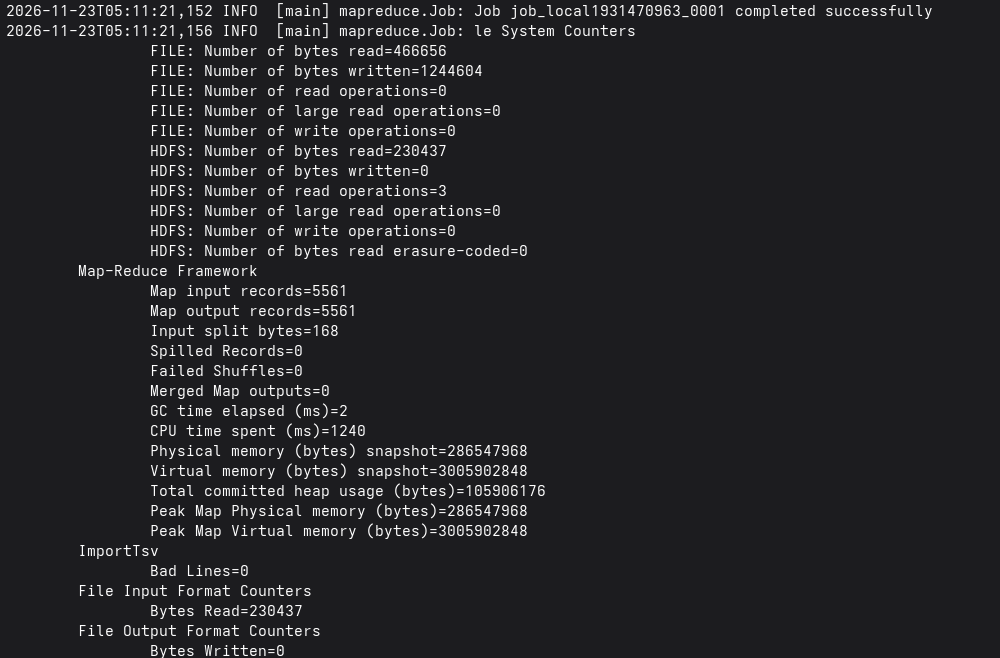 2026-11-23T05:11:21,152 INFO  [main] mapreduce.Job: Job job_local1931470963_0001 completed successfully
2026-11-23T05:11:21,156 INFO  [main] mapreduce.Job: le System Counters
FILE: Number of bytes read=466656
FILE: Number of bytes written=1244604
FILE: Number of read operations=0
FILE: Number of large read operations=0
FILE: Number of write operations=0
HDFS: Number of bytes read=230437
HDFS: Number of bytes written=0
HDFS: Number of read operations=3
HDFS: Number of large read operations=0
HDFS: Number of write operations=0
HDFS: Number of bytes read erasure-coded=0
Map-Reduce Framework
Map input records=5561
Map output records=5561
Input split bytes=168
Spilled Records=0
Failed Shuffles=0
Merged Map outputs=0
GC time elapsed (ms)=2
CPU time spent (ms)=1240
Physical memory (bytes) snapshot=286547968
Virtual memory (bytes) snapshot=3005902848
Total committed heap usage (bytes)=105906176
Peak Map Physical memory (bytes)=286547968
Peak Map Virtual memory (bytes)=3005902848
ImportTsv
Bad Lines=0
File Input Format Counters
Bytes Read=230437
File Output Format Counters
Bytes Written=0